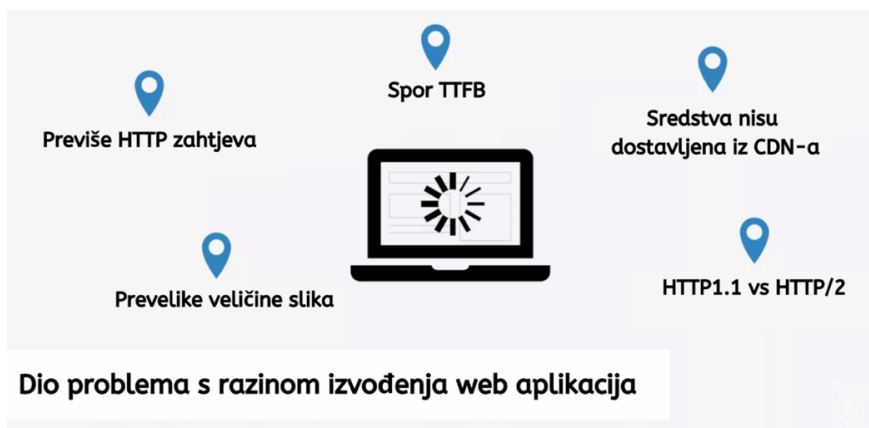 Spor TTFB
Previše HTTP zahtjeva
Sredstva nisu
dostavljena iz CDN-a
Prevelike veličine slika
HTTP1.1 vs HTTP/2
Dio problema s razinom izvođenja web aplikacija